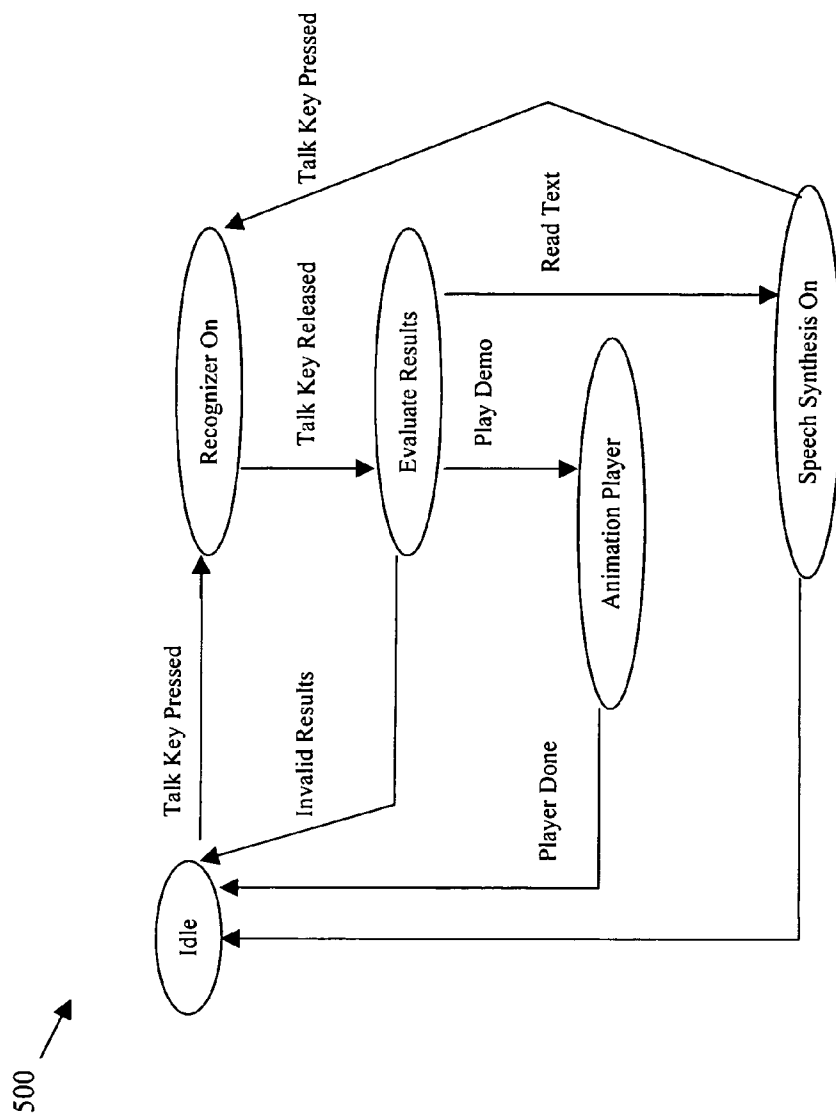 500
Idle
Talk Key Pressed
Recognizer On
Talk Key Pressed
Talk Key Released
Invalid Results
Evaluate Results
Play Demo
Read Text
Player Done
Animation Player
Speech Synthesis On